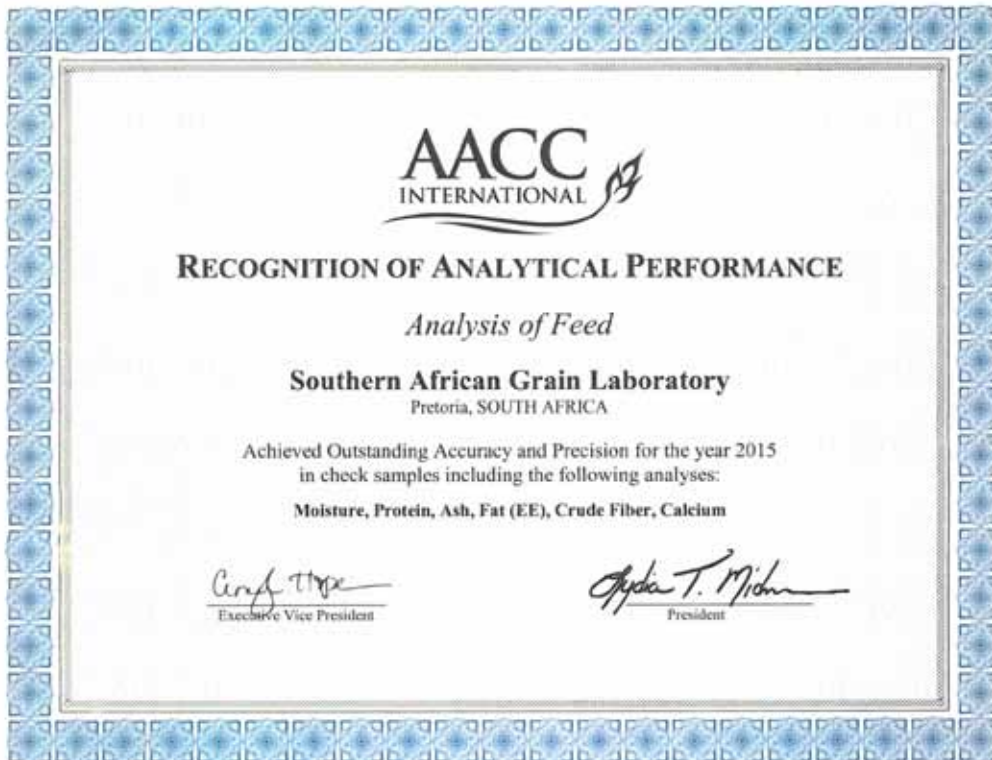 AACC
INTERNATIONAL
RECOGNITION OF ANALYTICAL PERFORMANCE
Analysis of Feed
Southern African Grain Laboratory
Pretoria, SOUTH AFRICA
Achieved Outstanding Accuracy and Precision for the year 2015
in check samples including the following analyses:
Moisture, Protein, Ash, Fat (EE), Crude Fiber, Calcium
Lydia T.
Executive Vice President
President